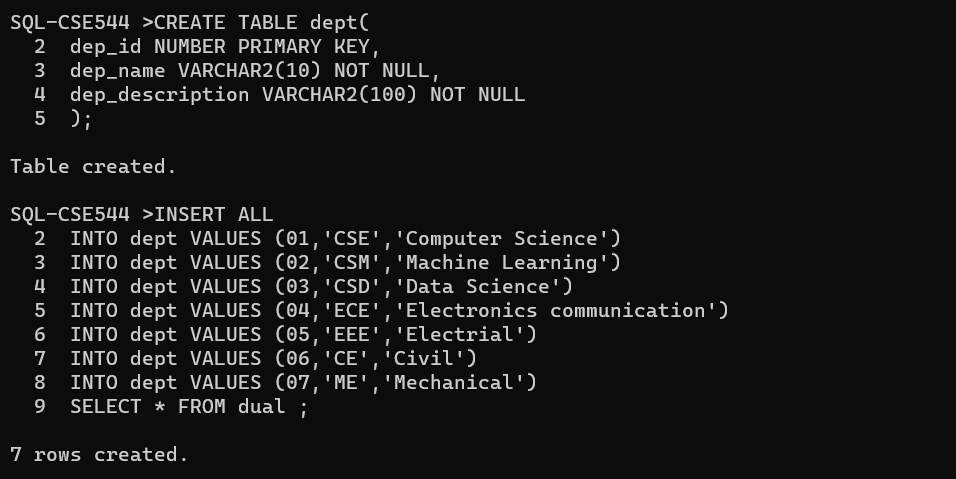 SQL-CSE544 >CREATE TABLE dept(
  2  dep_id NUMBER PRIMARY KEY,
  3  dep_name VARCHAR2(10) NOT NULL,
  4  dep_description VARCHAR2(100) NOT NULL
  5  );

Table created.

SQL-CSE544 >INSERT ALL
  2  INTO dept VALUES (01,'CSE','Computer Science')
  3  INTO dept VALUES (02,'CSM','Machine Learning')
  4  INTO dept VALUES (03,'CSD','Data Science')
  5  INTO dept VALUES (04,'ECE','Electronics communication')
  6  INTO dept VALUES (05,'EEE','Electrial')
  7  INTO dept VALUES (06,'CE','Civil')
  8  INTO dept VALUES (07,'ME','Mechanical')
  9  SELECT * FROM dual ;

7 rows created.